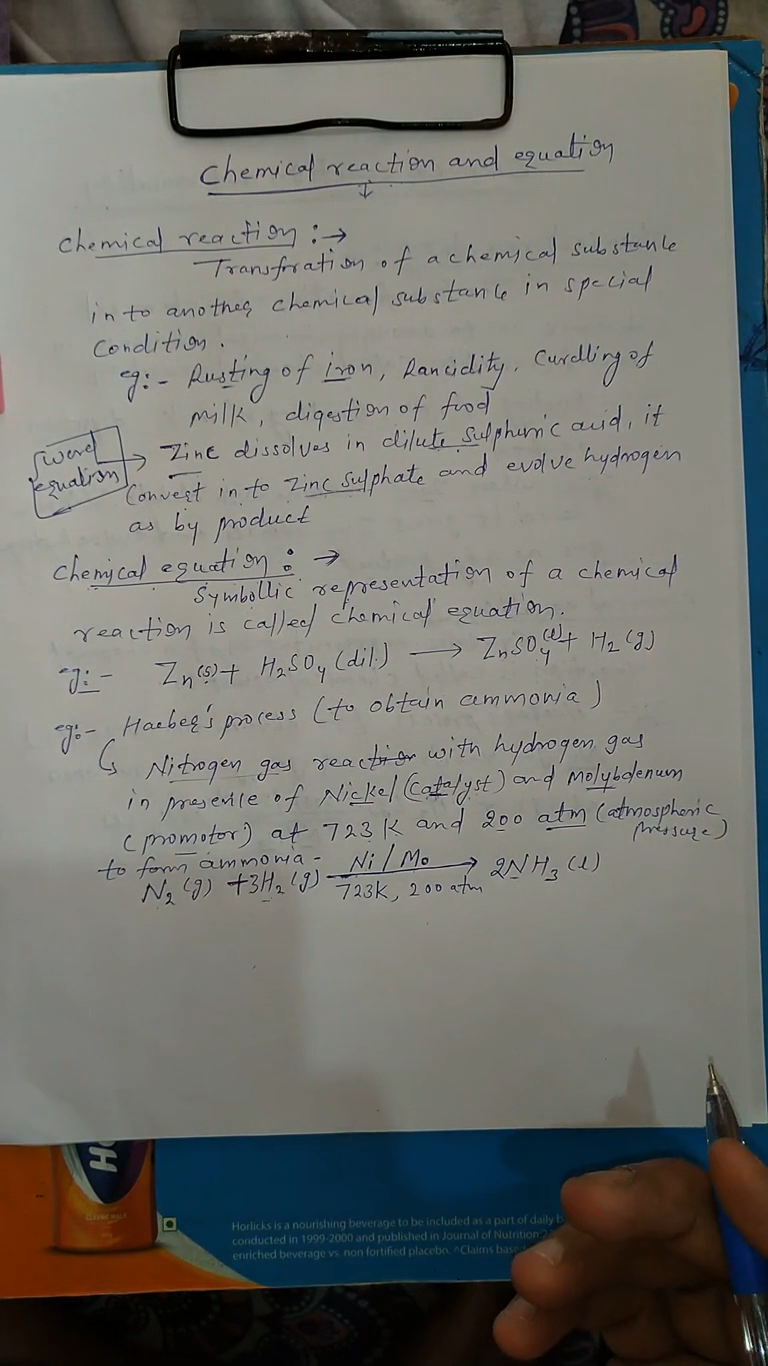 Chemical reaction and equation
↓
Chemical reaction :→
Transfration of a chemical substance
in to another chemical substance in special
Condition.
eg:- Rusting of iron, Rancidity, Curdling of
milk, digestion of food
word
equation
→ Zinc dissolves in dilute sulphuric acid, it
Convert in to Zinc sulphate and evolve hydrogen
as by product
Chemical equation : →
Symbollic representation of a chemical
reaction is called chemical equation.
eg:- Zn(s) + H2SO4 (dil.) → ZnSO4(l) + H2(g)
eg:- Haeber's process (to obtain ammonia)
Nitrogen gas reaction with hydrogen gas
in presence of Nickel (Catalyst) and Molybdenum
(promotor) at 723 K and 200 atm (atmospheric
pressure)
to form ammonia -
N2(g) + 3H2(g) Ni/Mo → 2NH3(l)
723K, 200 atm
Ho
CLASSIC MALT
Horlicks is a nourishing beverage to be included as a part of daily
conducted in 1999-2000 and published in Journal of Nutrition
enriched beverage vs. non fortified placebo. ^Claims based